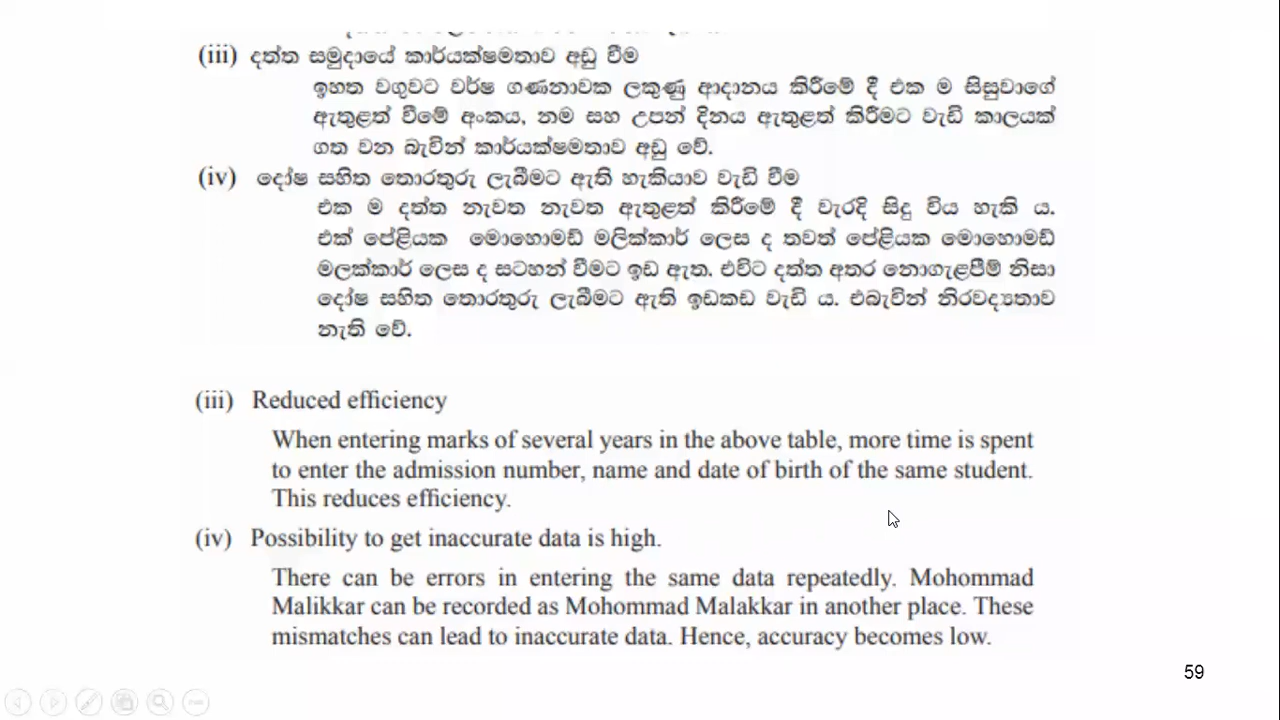 (iii) දත්ත සමුදායේ කාර්යක්ෂමතාව අඩු වීම
ඉහත වගුවට වර්ෂ ගණනාවක ලකුණු ආදානය කිරීමේ දී එක ම සිසුවාගේ
ඇතුළත් වීමේ අංකය, නම සහ උපන් දිනය ඇතුළත් කිරීමට වැඩි කාලයක්
ගත වන බැවින් කාර්යක්ෂමතාව අඩු වේ.
(iv) දෝෂ සහිත තොරතුරු ලැබීමට ඇති හැකියාව වැඩි වීම
එක ම දත්ත නැවත නැවත ඇතුළත් කිරීමේ දී වැරදි සිදු විය හැකි ය.
එක් පේළියක මොහොමඩ් මලික්කාර් ලෙස ද තවත් පේළියක මොහොමඩ්
මලක්කාර් ලෙස ද සටහන් වීමට ඉඩ ඇත. එවිට දත්ත අතර නොගැළපීම් නිසා
දෝෂ සහිත තොරතුරු ලැබීමට ඇති ඉඩකඩ වැඩි ය. එබැවින් නිරවද්‍යතාව
නැති වේ.
(iii) Reduced efficiency
When entering marks of several years in the above table, more time is spent
to enter the admission number, name and date of birth of the same student.
This reduces efficiency.
(iv) Possibility to get inaccurate data is high.
There can be errors in entering the same data repeatedly. Mohommad
Malikkar can be recorded as Mohommad Malakkar in another place. These
mismatches can lead to inaccurate data. Hence, accuracy becomes low.
59